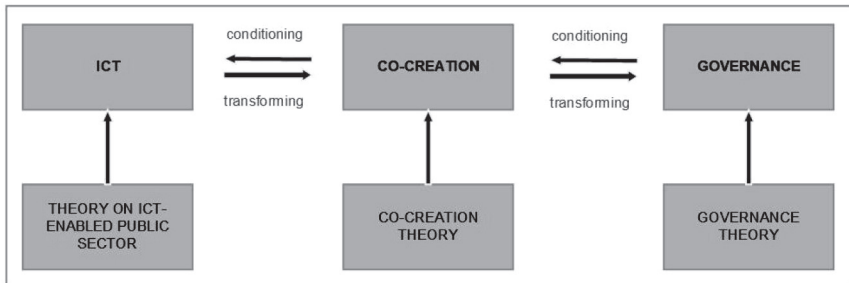 conditioning
conditioning
ICT
CO-CREATION
GOVERNANCE
transforming
transforming
THEORY ON ICT-
ENABLED PUBLIC
SECTOR
CO-CREATION
THEORY
GOVERNANCE
THEORY